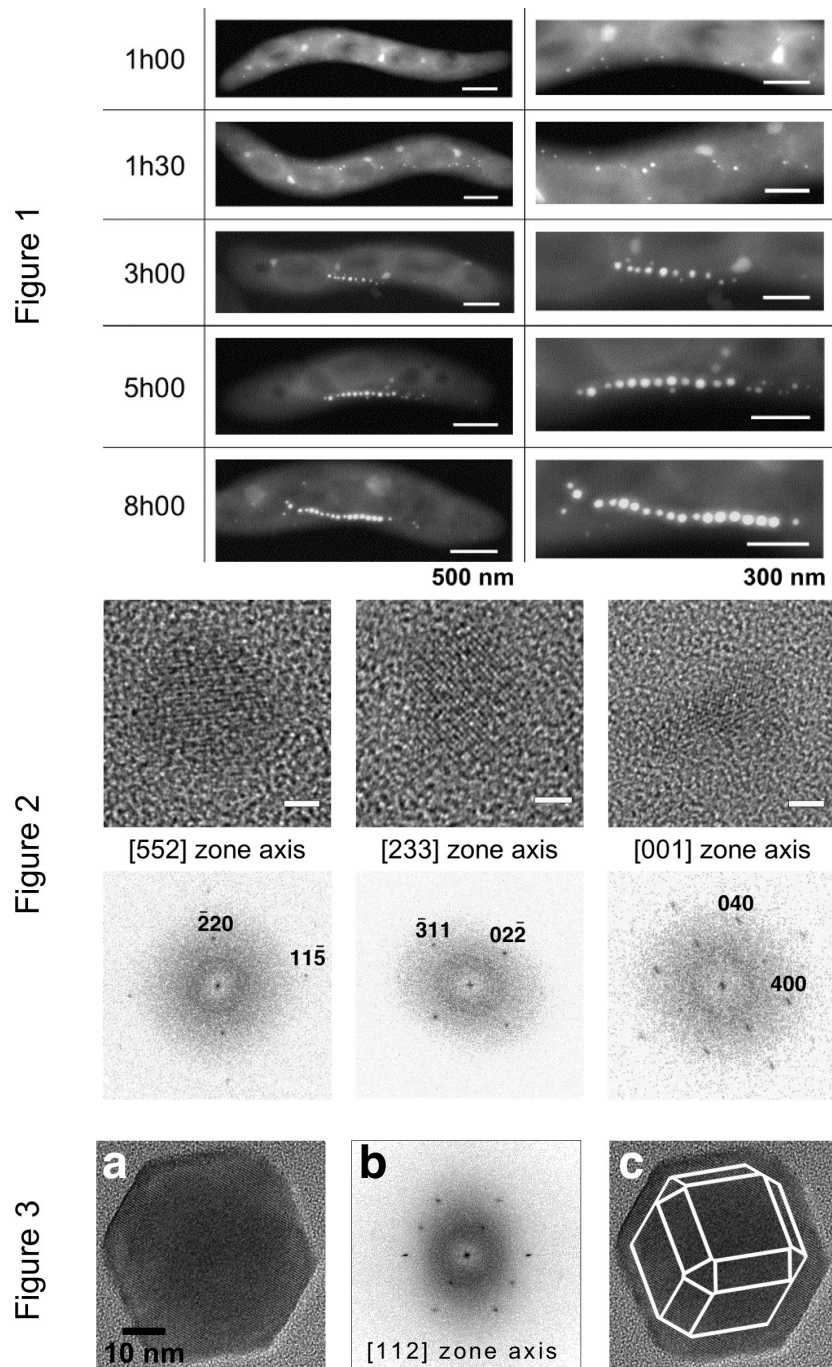 Figure 1
1h00
1h30
3h00
5h00
8h00
500 nm
300 nm
Figure 2
[552] zone axis
[233] zone axis
[001] zone axis
2̄20
115̄
3̄11
022̄
040
400
Figure 3
a
10 nm
b
[112] zone axis
c